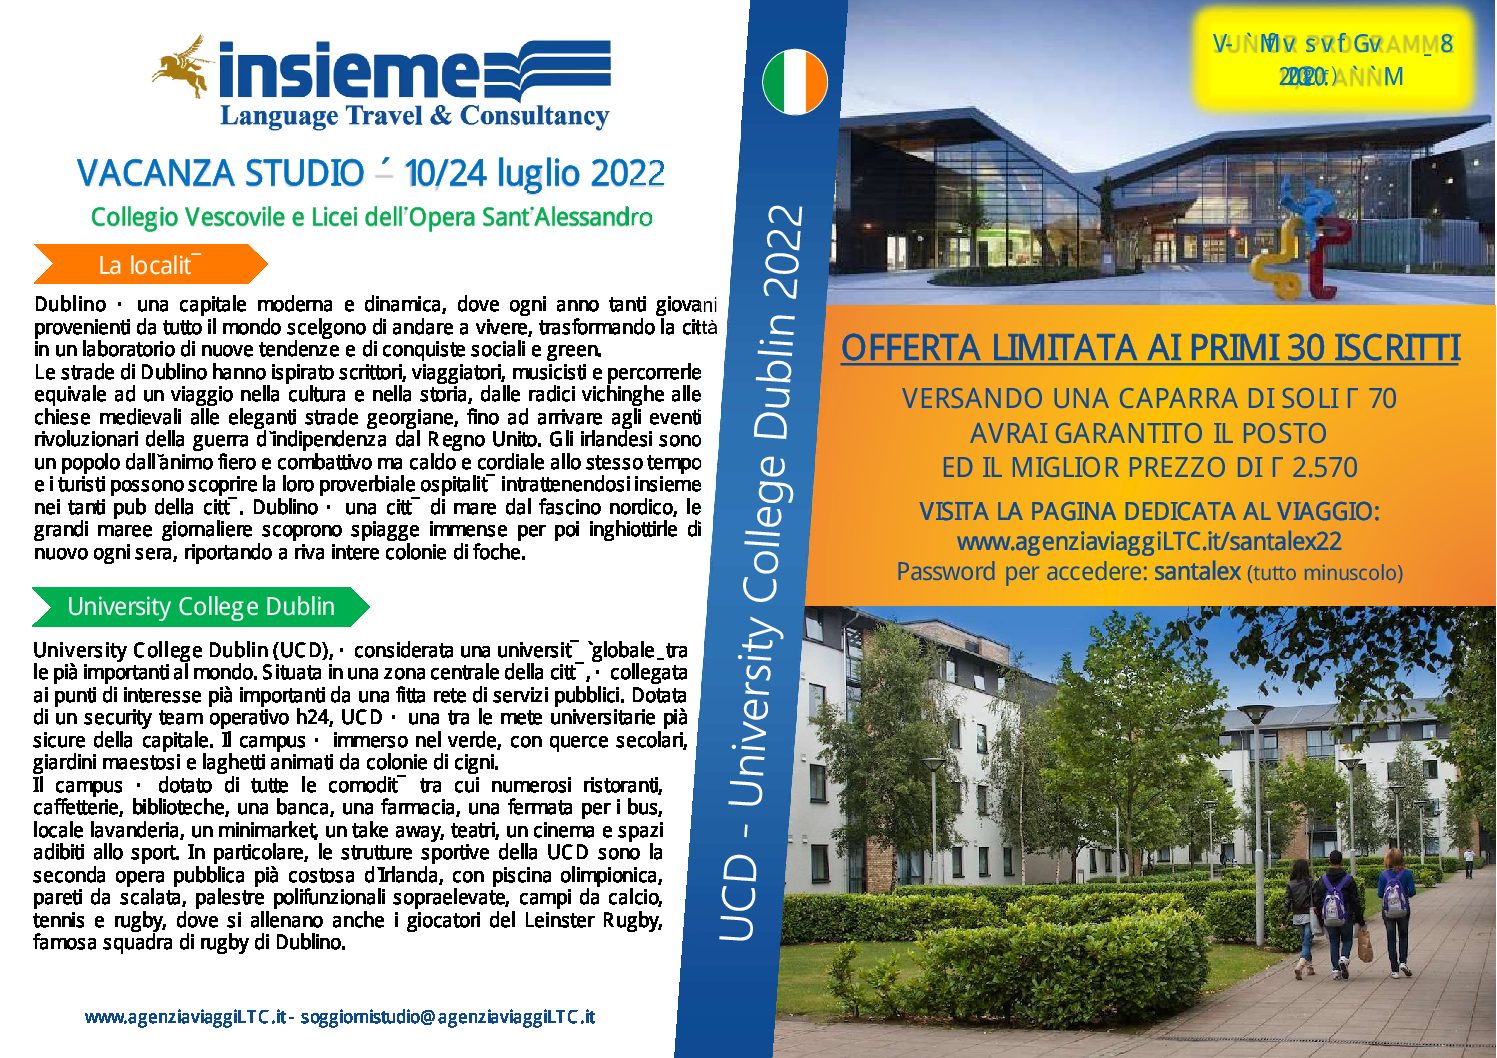 insieme
Language Travel & Consultancy
VACANZA STUDIO – 10/24 luglio 2022
Collegio Vescovile e Licei dell'Opera Sant'Alessandro
La localit¯
Dublino · una capitale moderna e dinamica, dove ogni anno tanti giovani
provenienti da tutto il mondo scelgono di andare a vivere, trasformando la città
in un laboratorio di nuove tendenze e di conquiste sociali e green.
Le strade di Dublino hanno ispirato scrittori, viaggiatori, musicisti e percorrerle
equivale ad un viaggio nella cultura e nella storia, dalle radici vichinghe alle
chiese medievali alle eleganti strade georgiane, fino ad arrivare agli eventi
rivoluzionari della guerra d`indipendenza dal Regno Unito. Gli irlandesi sono
un popolo dall`animo fiero e combattivo ma caldo e cordiale allo stesso tempo
e i turisti possono scoprire la loro proverbiale ospitalit¯ intrattenendosi insieme
nei tanti pub della citt¯. Dublino · una citt¯ di mare dal fascino nordico, le
grandi maree giornaliere scoprono spiagge immense per poi inghiottirle di
nuovo ogni sera, riportando a riva intere colonie di foche.
University College Dublin
University College Dublin (UCD), · considerata una universit¯ `globale_tra
le pià importanti al mondo. Situata in una zona centrale della citt¯, · collegata
ai punti di interesse pià importanti da una fitta rete di servizi pubblici. Dotata
di un security team operativo h24, UCD · una tra le mete universitarie pià
sicure della capitale. Il campus · immerso nel verde, con querce secolari,
giardini maestosi e laghetti animati da colonie di cigni.
Il campus · dotato di tutte le comodit¯ tra cui numerosi ristoranti,
caffetterie, biblioteche, una banca, una farmacia, una fermata per i bus,
locale lavanderia, un minimarket, un take away, teatri, un cinema e spazi
adibiti allo sport. In particolare, le strutture sportive della UCD sono la
seconda opera pubblica pià costosa d`Irlanda, con piscina olimpionica,
pareti da scalata, palestre polifunzionali sopraelevate, campi da calcio,
tennis e rugby, dove si allenano anche i giocatori del Leinster Rugby,
famosa squadra di rugby di Dublino.
www.agenziaviaggiLTC.it - soggiornistudio@agenziaviaggiLTC.it
UCD - University College Dublin 2022
OFFERTA LIMITATA AI PRIMI 30 ISCRITTI
VERSANDO UNA CAPARRA DI SOLI Γ 70
AVRAI GARANTITO IL POSTO
ED IL MIGLIOR PREZZO DI Γ 2.570
VISITA LA PAGINA DEDICATA AL VIAGGIO:
www.agenziaviaggiLTC.it/santalex22
Password per accedere: santalex (tutto minuscolo)